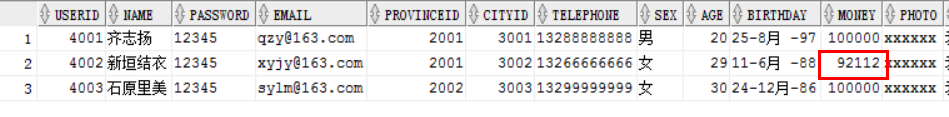 USERID NAME PASSWORD EMAIL PROVINCEID CITYID TELEPHONE SEX AGE BIRTHDAY MONEY PHOTO
1 4001 齐志扬 12345 qzy@163.com 2001 3001 13288888888 男 20 25-8月 -97 100000 xxxxxx
2 4002 新垣结衣 12345 xyjy@163.com 2001 3002 13266666666 女 29 11-6月 -88 92112 xxxxxx
3 4003 石原里美 12345 sylm@163.com 2002 3003 13299999999 女 30 24-12月-86 100000 xxxxxx